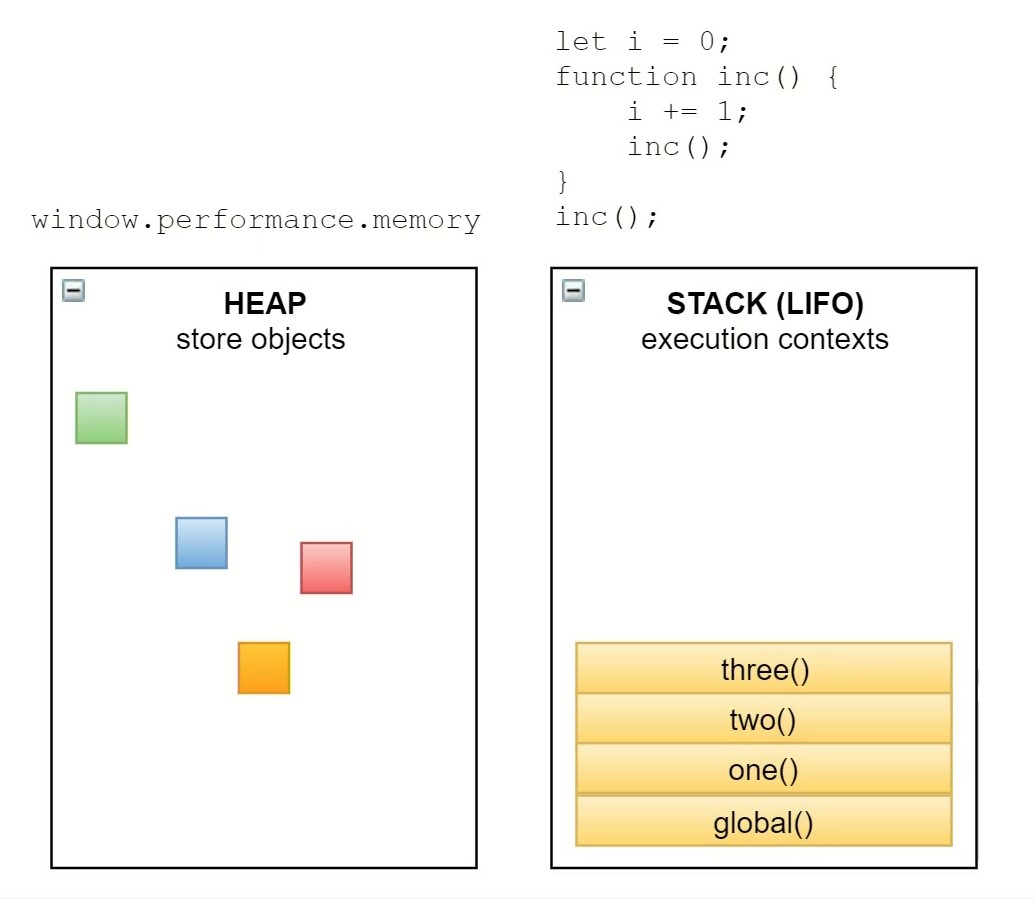 let i = 0;
function inc() {
    i += 1;
    inc();
}
inc();
window.performance.memory
HEAP
store objects
STACK (LIFO)
execution contexts
three()
two()
one()
global()